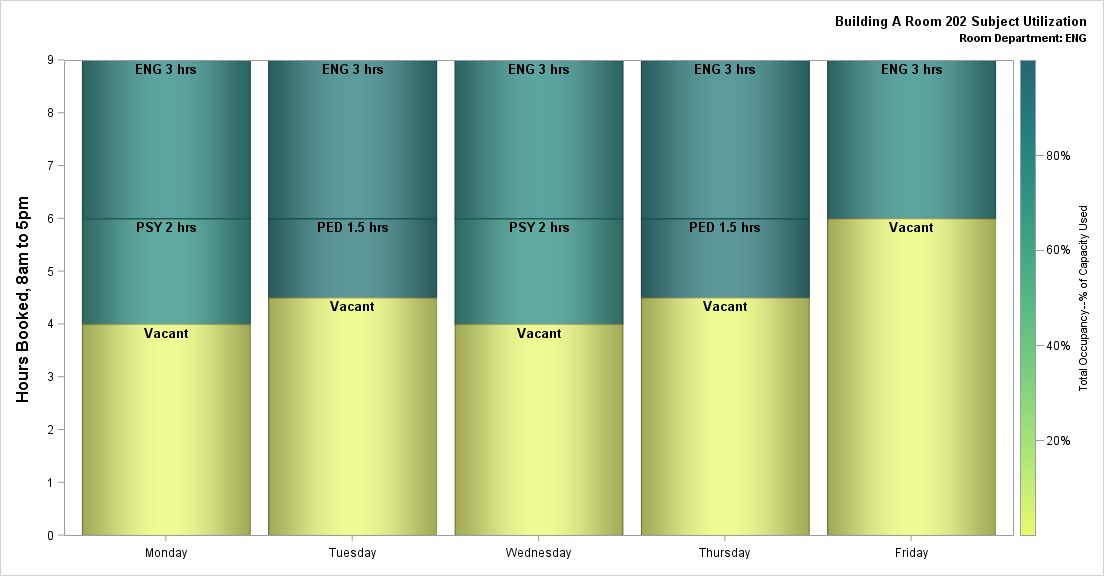 Building A Room 202 Subject Utilization
Room Department: ENG
Hours Booked, 8am to 5pm
9
8
7
6
5
4
3
2
1
0
ENG 3 hrs
PSY 2 hrs
Vacant
ENG 3 hrs
PED 1.5 hrs
Vacant
ENG 3 hrs
PSY 2 hrs
Vacant
ENG 3 hrs
PED 1.5 hrs
Vacant
ENG 3 hrs
Vacant
Monday
Tuesday
Wednesday
Thursday
Friday
80%
60%
40%
20%
Total Occupancy--% of Capacity Used